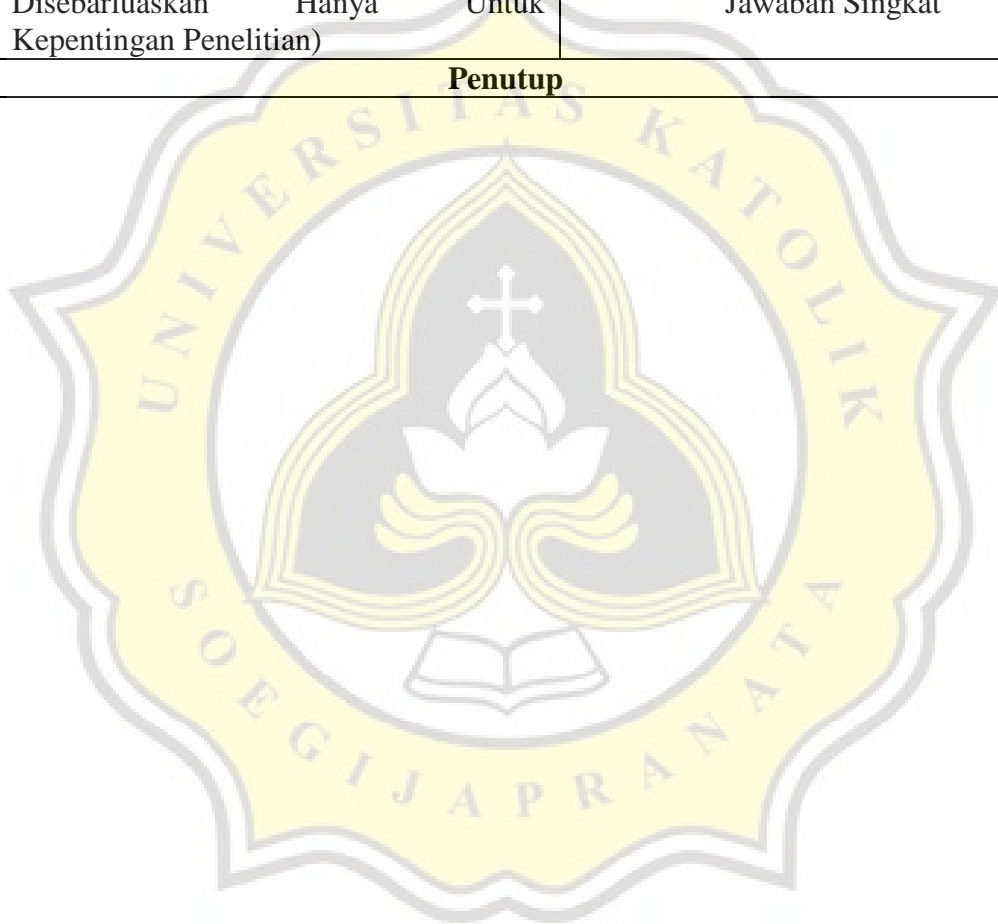 Disebarluaskan Hanya Untuk
Kepentingan Penelitian)
Jawaban Singkat
Penutup
UNIVERSITAS KATOLIK
SOEGIJAPRANATA